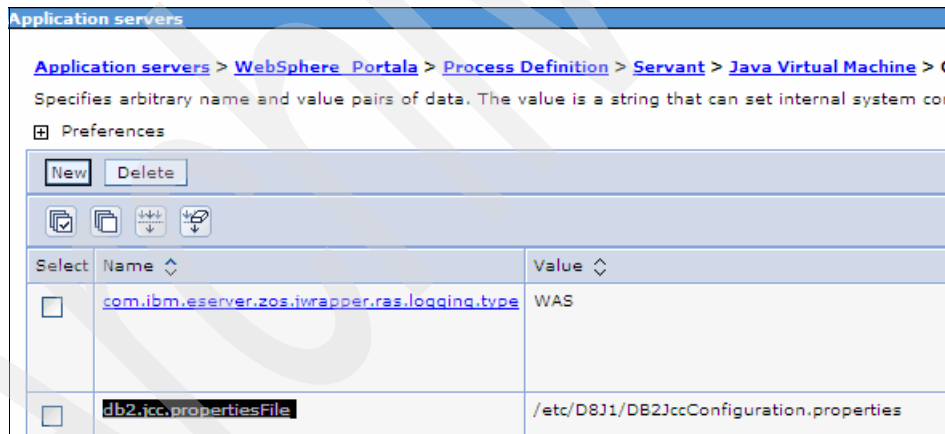 Application servers
Application servers > WebSphere_Portala > Process Definition > Servant > Java Virtual Machine >
Specifies arbitrary name and value pairs of data. The value is a string that can set internal system
Preferences
New Delete
Select Name Value
com.ibm.eserver.zos.jwrapper.ras.logging.type WAS
db2.jcc.propertiesFile /etc/D8J1/DB2JccConfiguration.properties